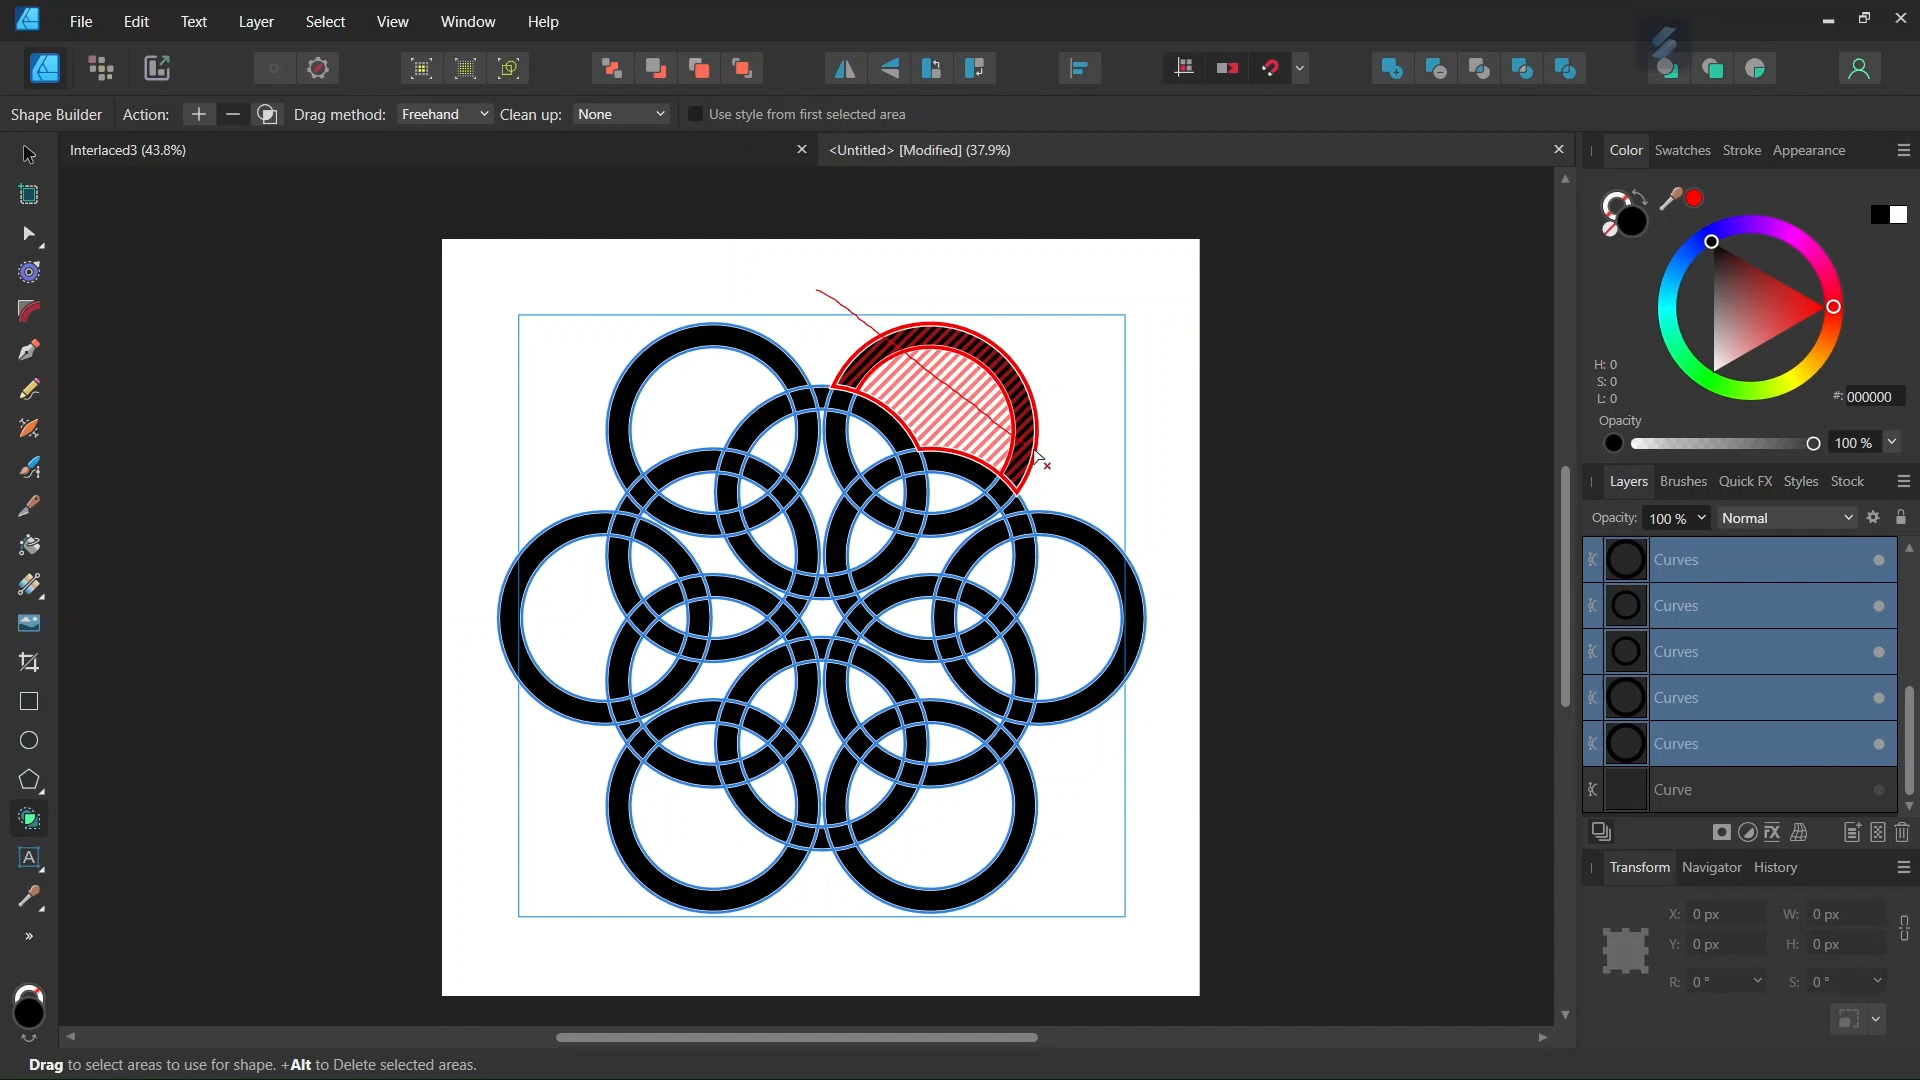 File Edit Text Layer Select View Window Help
Shape Builder Action: Drag method: Freehand Clean up: None Use style from first selected area
Interlaced3 (43.8%) <Untitled> [Modified] (37.9%)
Color Swatches Stroke Appearance
H: 0
S: 0
L: 0
#: 000000
Opacity
100 %
Layers Brushes Quick FX Styles Stock
Opacity: 100 % Normal
Curves
Curves
Curves
Curves
Curves
Curve
Transform Navigator History
X: 0 px W: 0 px
Y: 0 px H: 0 px
R: 0 ° S: 0 °
Drag to select areas to use for shape. +Alt to Delete selected areas.